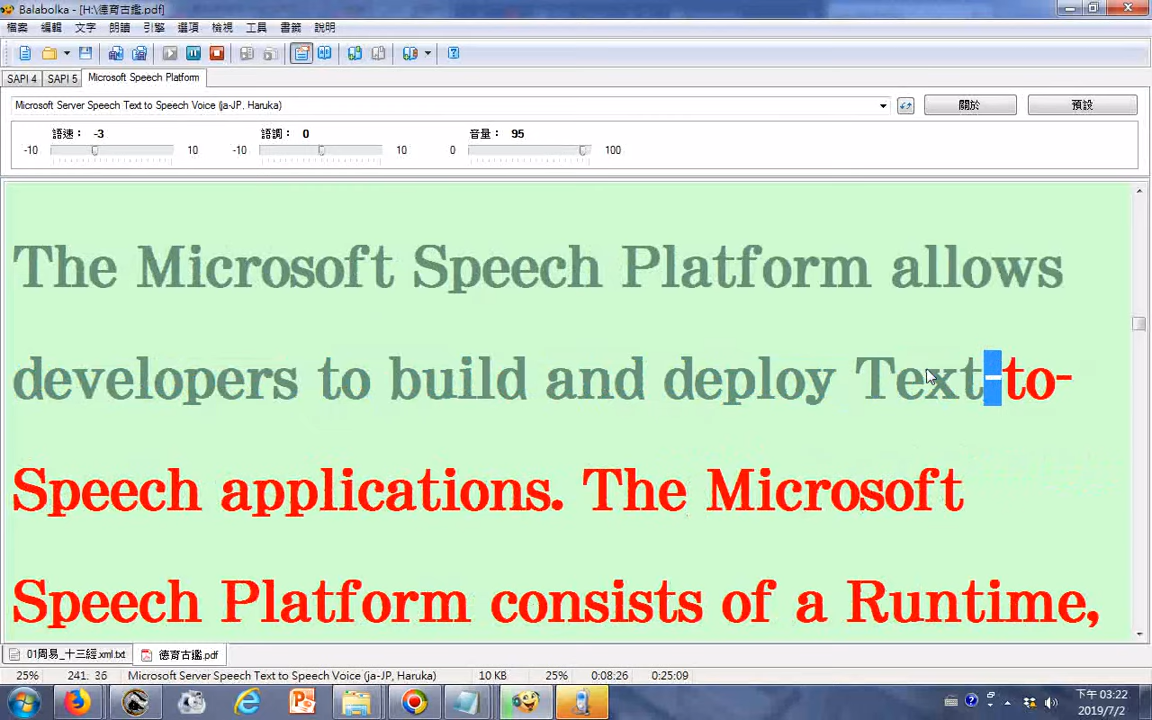 Balabolka - [H:\德育古鑑.pdf]
檔案 編輯 文字 朗讀 引擎 選項 檢視 工具 書籤 說明
SAPI 4 SAPI 5 Microsoft Speech Platform
Microsoft Server Speech Text to Speech Voice (ja-JP, Haruka) 關於 預設
語速： -3 語調： 0 音量： 95
-10 10 -10 10 0 100
The Microsoft Speech Platform allows
developers to build and deploy Text-to-
Speech applications. The Microsoft
Speech Platform consists of a Runtime,
01周易_十三經.xml.txt 德育古鑑.pdf
25% 241: 36 Microsoft Server Speech Text to Speech Voice (ja-JP, Haruka) 10 KB 25% 0:08:26 0:25:09
下午 03:22
2019/7/2